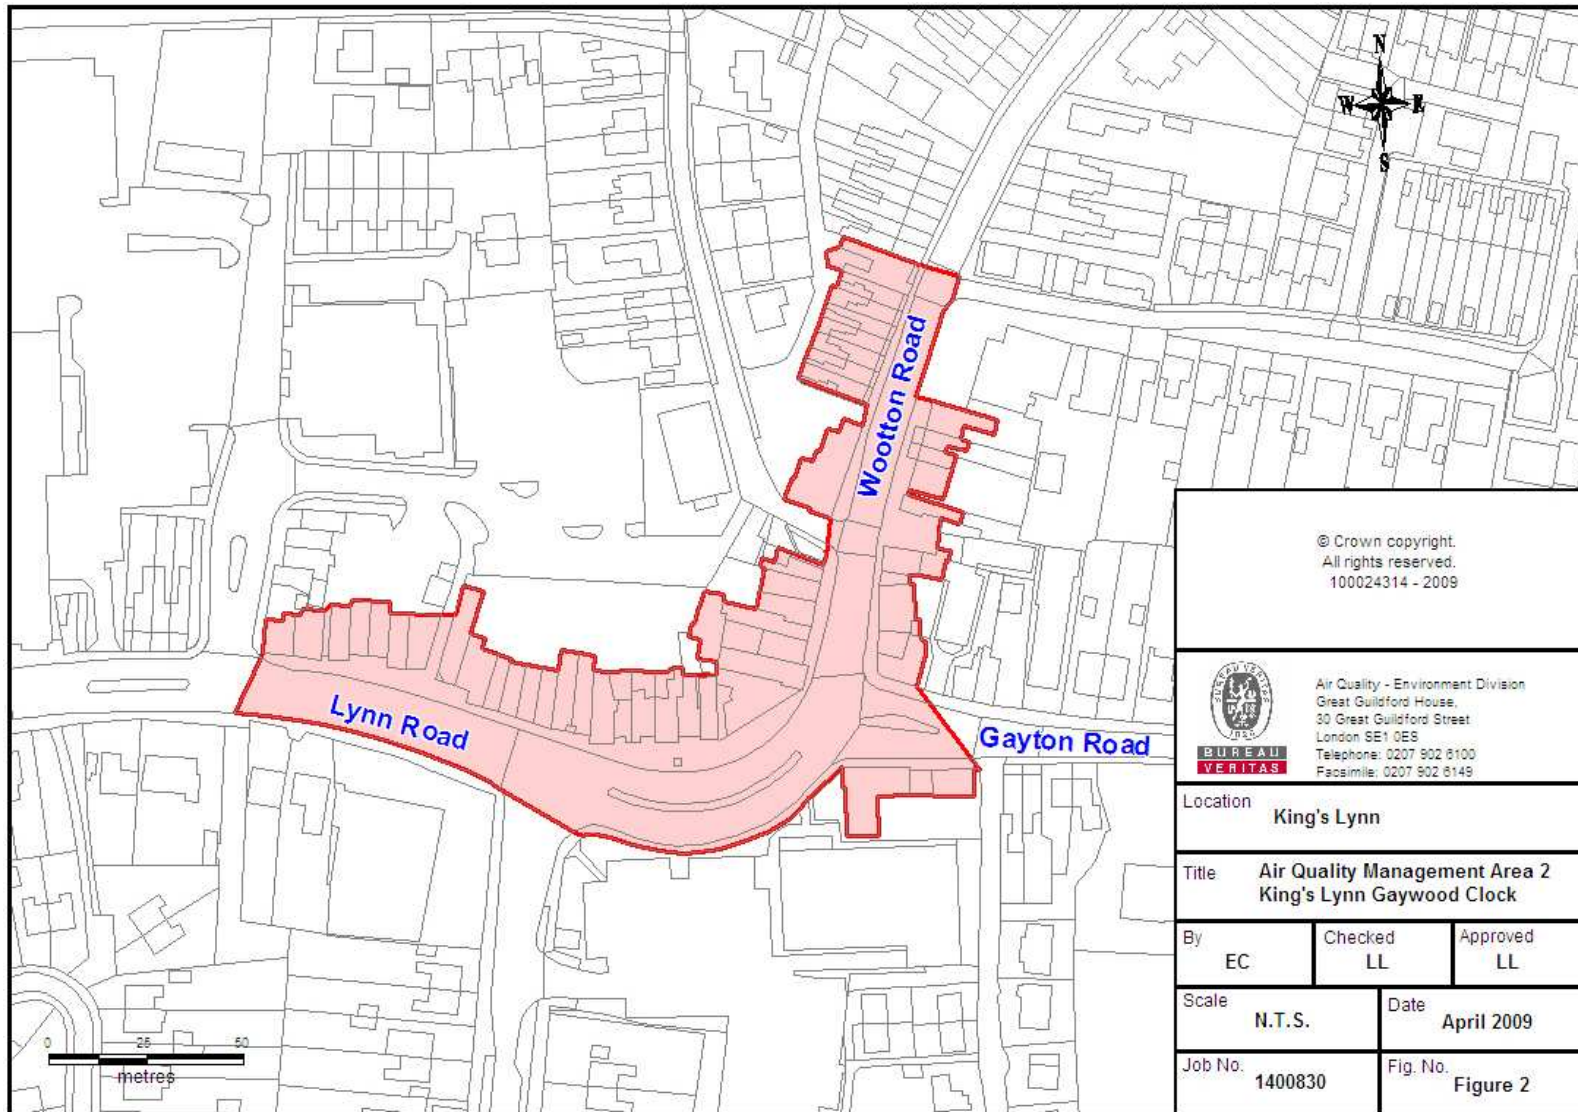 N
W E
S
Wootton Road
Lynn Road
Gayton Road
0 25 50
metres
© Crown copyright.
All rights reserved.
100024314 - 2009
BUREAU VERITAS
1828
BUREAU
VERITAS
Air Quality - Environment Division
Great Guildford House,
30 Great Guildford Street
London SE1 0ES
Telephone: 0207 902 6100
Facsimile: 0207 902 6149
Location
King's Lynn
Title Air Quality Management Area 2
King's Lynn Gaywood Clock
By Checked Approved
EC LL LL
Scale Date
N.T.S. April 2009
Job No. Fig. No.
1400830 Figure 2